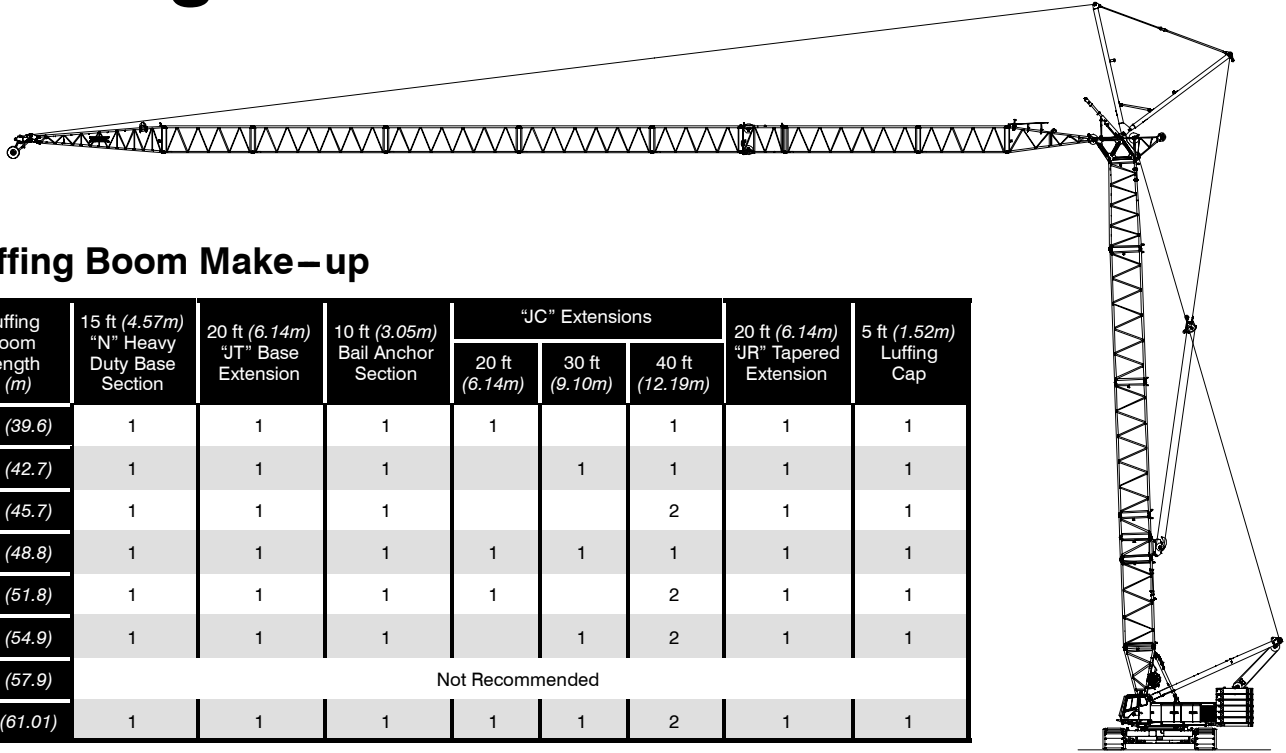 ffing Boom Make–up
uffing
oom
ength
(m)
15 ft (4.57m)
“N” Heavy
Duty Base
Section
20 ft (6.14m)
“JT” Base
Extension
10 ft (3.05m)
Bail Anchor
Section
“JC” Extensions
20 ft
(6.14m)
30 ft
(9.10m)
40 ft
(12.19m)
20 ft (6.14m)
“JR” Tapered
Extension
5 ft (1.52m)
Luffing
Cap
(39.6) 1 1 1 1 1 1 1
(42.7) 1 1 1 1 1 1 1
(45.7) 1 1 1 2 1 1
(48.8) 1 1 1 1 1 1 1 1
(51.8) 1 1 1 1 2 1 1
(54.9) 1 1 1 1 2 1 1
(57.9) Not Recommended
(61.01) 1 1 1 1 1 2 1 1